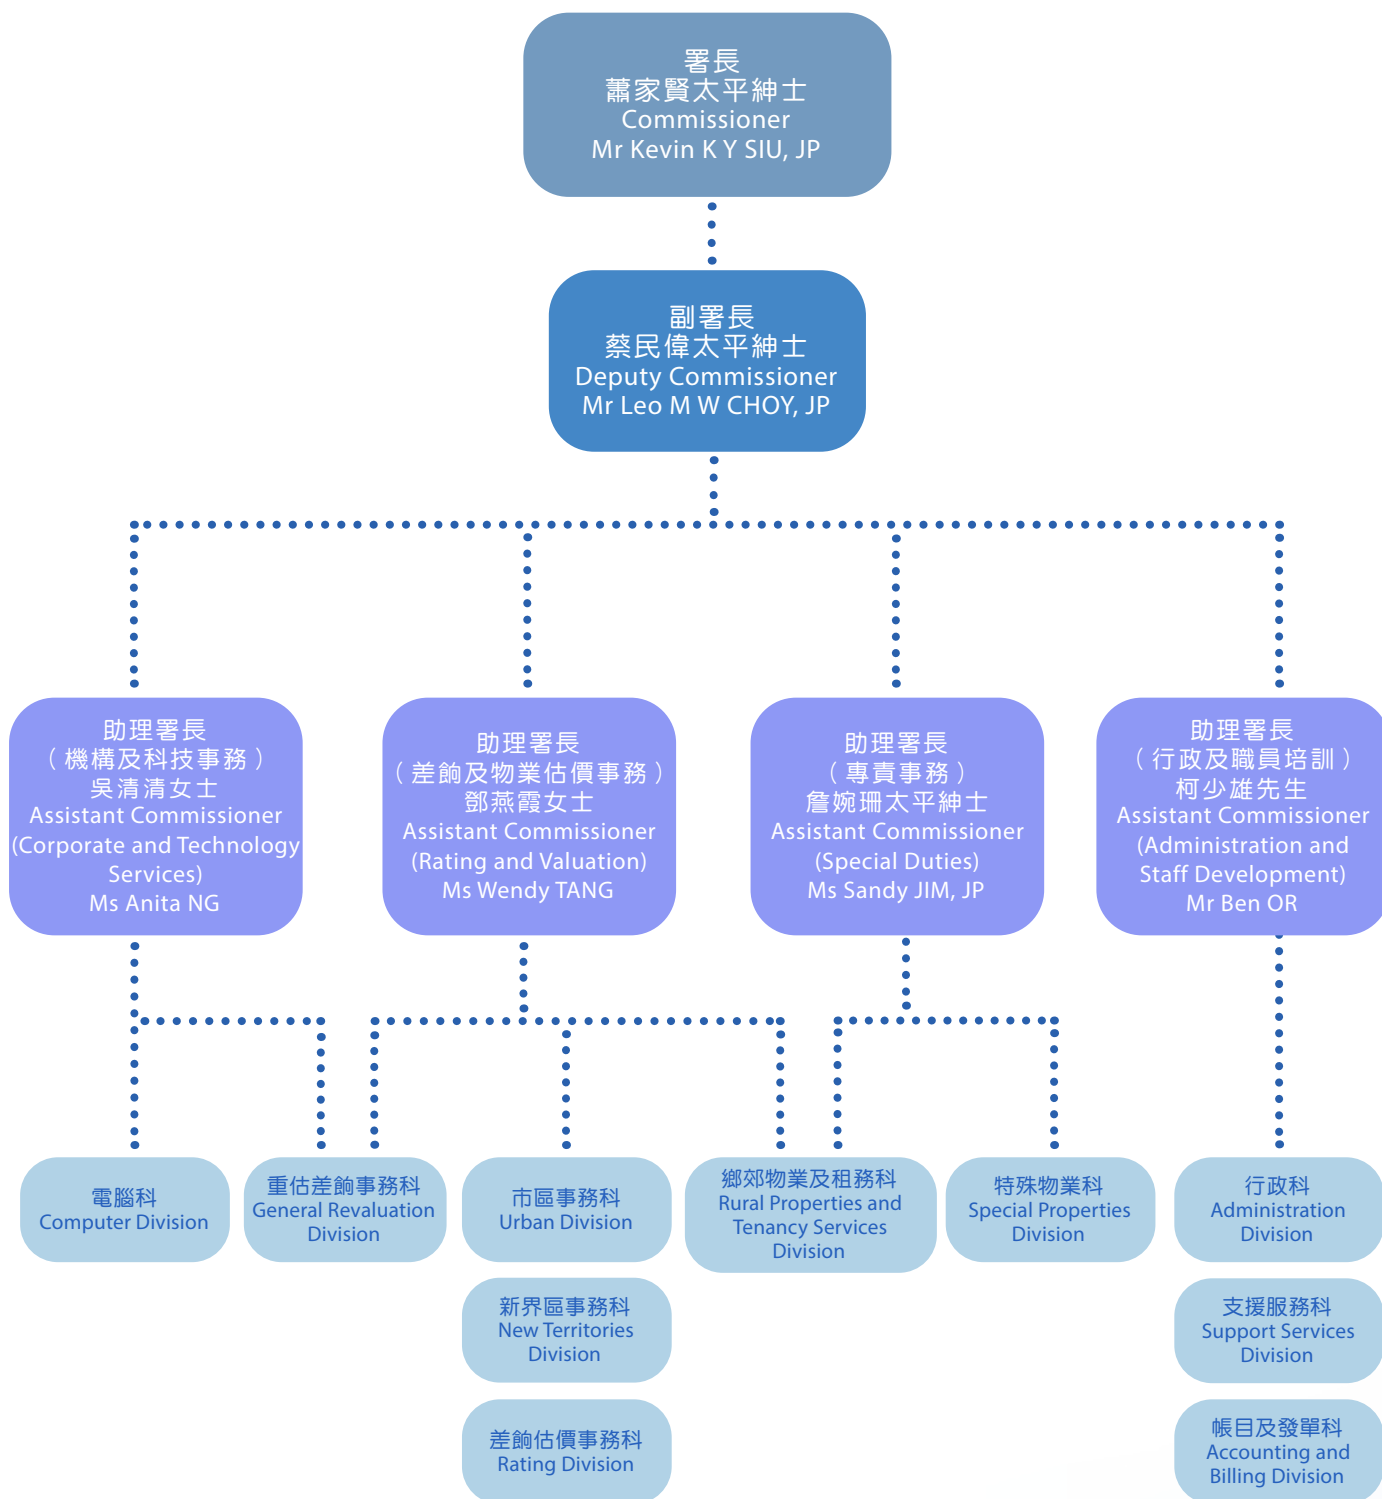 署長
蕭家賢太平紳士
Commissioner
Mr Kevin K Y SIU, JP
副署長
蔡民偉太平紳士
Deputy Commissioner
Mr Leo M W CHOY, JP
助理署長
（機構及科技事務）
吳清清女士
Assistant Commissioner
(Corporate and Technology
Services)
Ms Anita NG
助理署長
（差餉及物業估價事務）
鄧燕霞女士
Assistant Commissioner
(Rating and Valuation)
Ms Wendy TANG
助理署長
（專責事務）
詹婉珊太平紳士
Assistant Commissioner
(Special Duties)
Ms Sandy JIM, JP
助理署長
（行政及職員培訓）
柯少雄先生
Assistant Commissioner
(Administration and
Staff Development)
Mr Ben OR
電腦科
Computer Division
重估差餉事務科
General Revaluation
Division
市區事務科
Urban Division
鄉郊物業及租務科
Rural Properties and
Tenancy Services
Division
特殊物業科
Special Properties
Division
行政科
Administration
Division
新界區事務科
New Territories
Division
支援服務科
Support Services
Division
差餉估價事務科
Rating Division
帳目及發單科
Accounting and
Billing Division